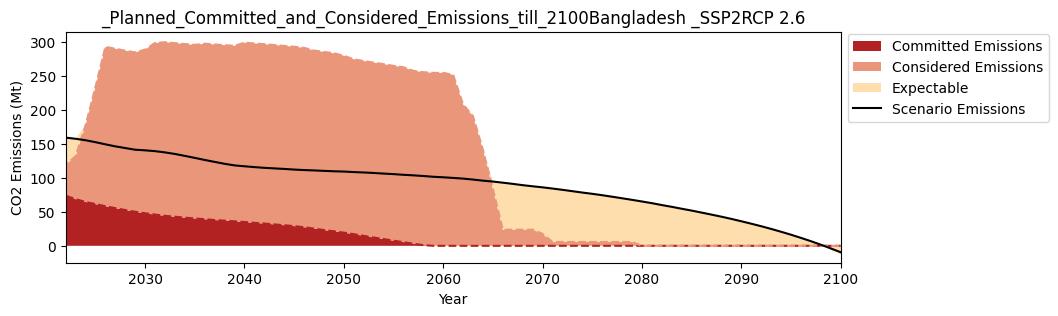 _Planned_Committed_and_Considered_Emissions_till_2100Bangladesh _SSP2RCP 2.6
CO2 Emissions (Mt)
300
250
200
150
100
50
0
2030 2040 2050 2060 2070 2080 2090 2100
Year
Committed Emissions
Considered Emissions
Expectable
Scenario Emissions